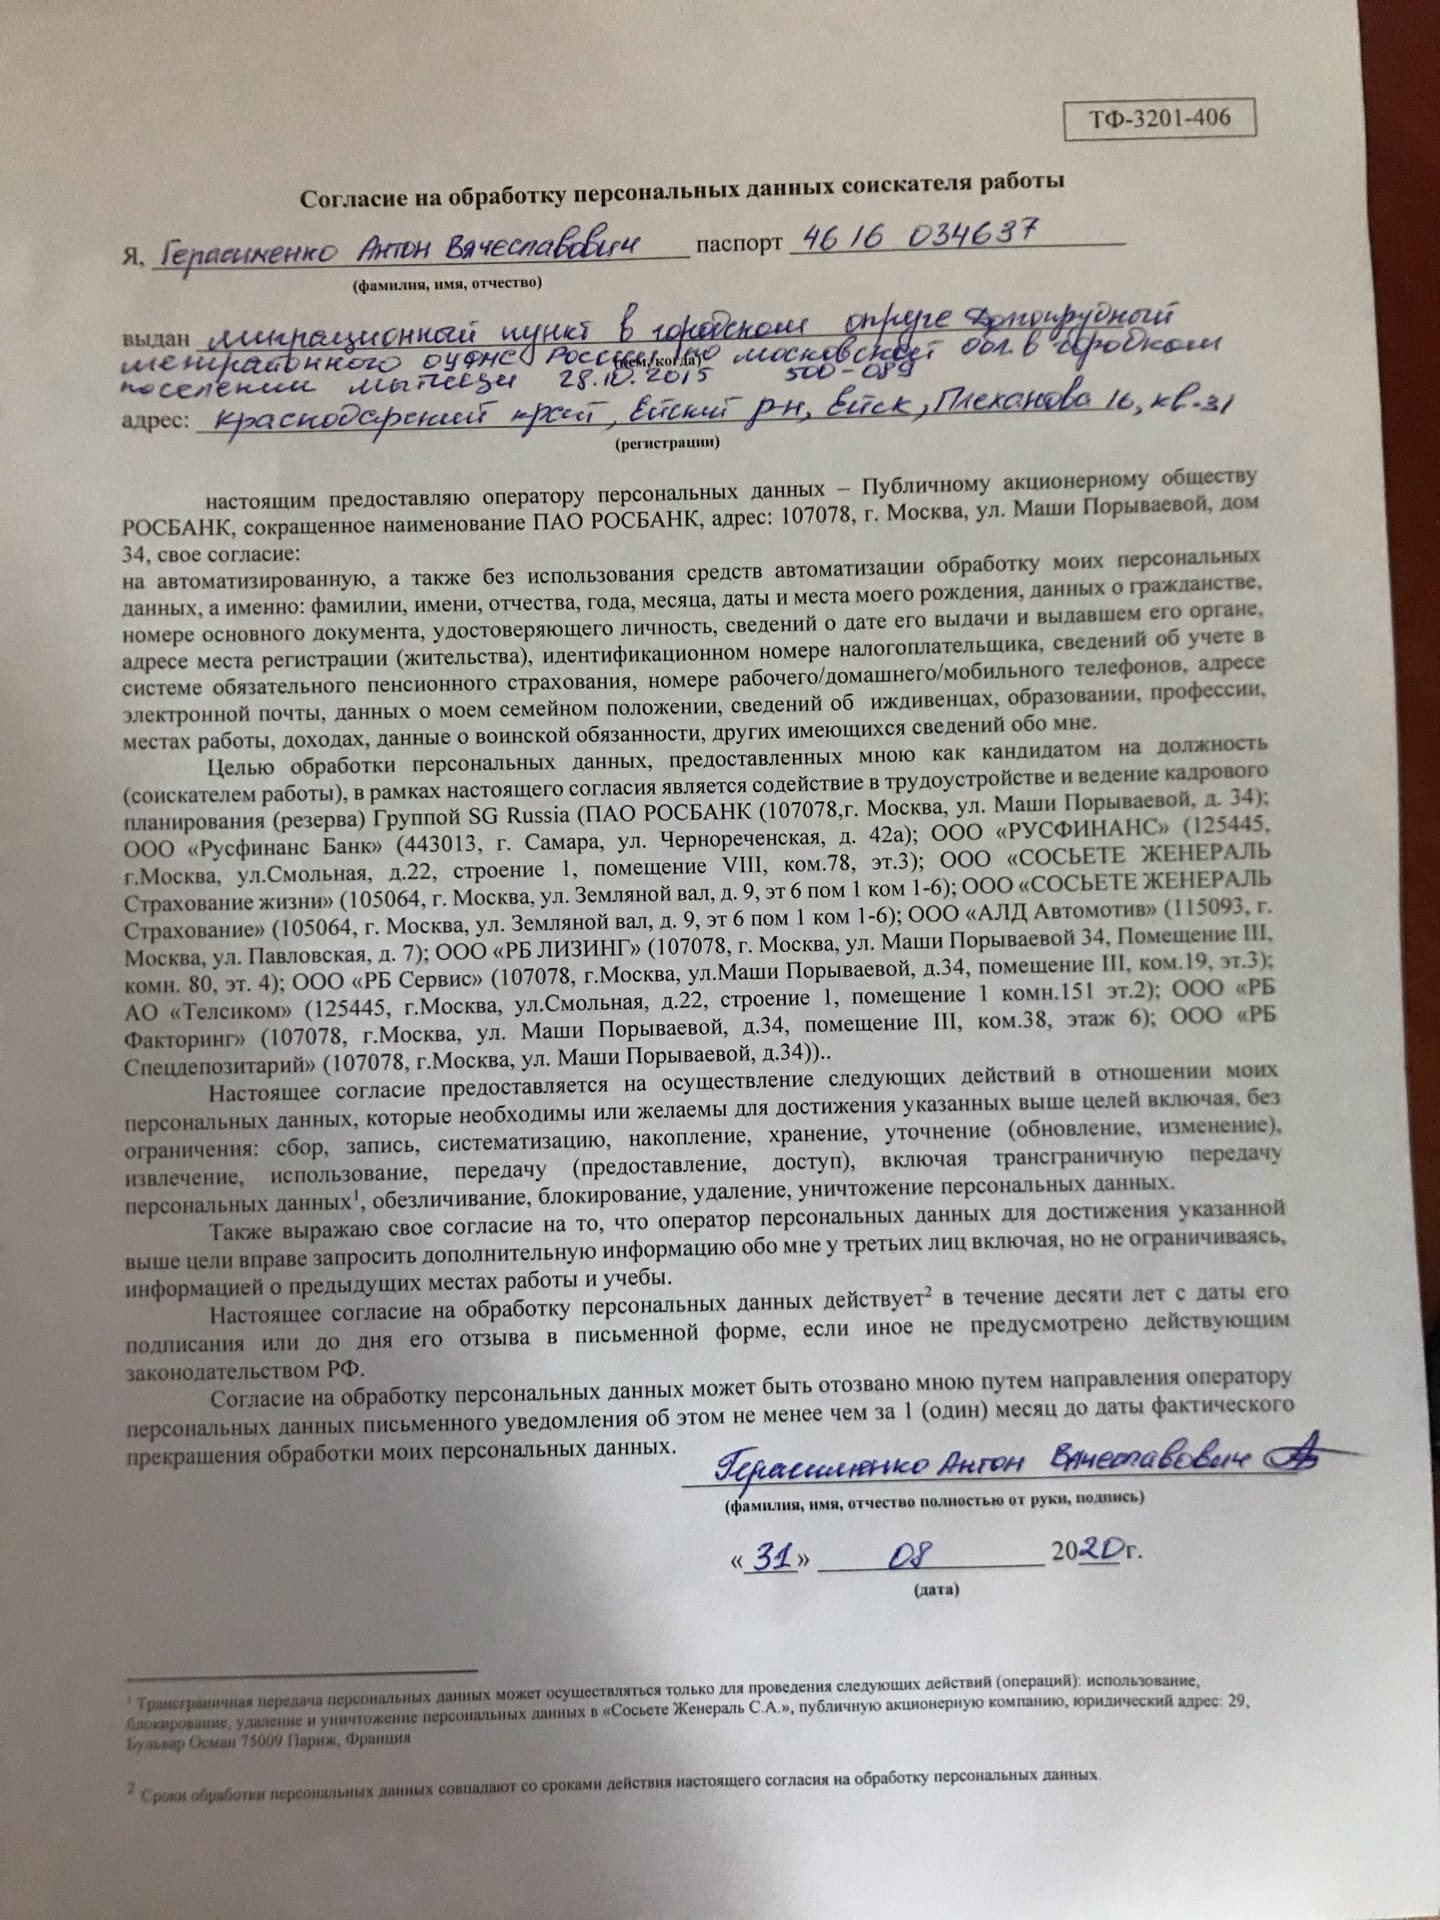 ТФ-3201-406
Согласие на обработку персональных данных соискателя работы
Я, Герасименко Антон Вячеславович паспорт 4616 034637
(фамилия, имя, отчество)
выдан миграционный пункт в городском округе Долгопрудный
межрайонного ОУФМС России по московской обл. в городском
(кем, когда)
поселении Мытищи 28.10.2015 500-089
адрес: Краснодарский край, Ейский р-н, Ейск, Плеханова 16, кв. 31
(регистрации)
настоящим предоставляю оператору персональных данных – Публичному акционерному обществу
РОСБАНК, сокращенное наименование ПАО РОСБАНК, адрес: 107078, г. Москва, ул. Маши Порываевой, дом
34, свое согласие:
на автоматизированную, а также без использования средств автоматизации обработку моих персональных
данных, а именно: фамилии, имени, отчества, года, месяца, даты и места моего рождения, данных о гражданстве,
номере основного документа, удостоверяющего личность, сведений о дате его выдачи и выдавшем его органе,
адресе места регистрации (жительства), идентификационном номере налогоплательщика, сведений об учете в
системе обязательного пенсионного страхования, номере рабочего/домашнего/мобильного телефонов, адресе
электронной почты, данных о моем семейном положении, сведений об иждивенцах, образовании, профессии,
местах работы, доходах, данные о воинской обязанности, других имеющихся сведений обо мне.
Целью обработки персональных данных, предоставленных мною как кандидатом на должность
(соискателем работы), в рамках настоящего согласия является содействие в трудоустройстве и ведение кадрового
планирования (резерва) Группой SG Russia (ПАО РОСБАНК (107078,г. Москва, ул. Маши Порываевой, д. 34);
ООО «Русфинанс Банк» (443013, г. Самара, ул. Чернореченская, д. 42а); ООО «РУСФИНАНС» (125445,
г.Москва, ул.Смольная, д.22, строение 1, помещение VIII, ком.78, эт.3); ООО «СОСЬЕТЕ ЖЕНЕРАЛЬ
Страхование жизни» (105064, г. Москва, ул. Земляной вал, д. 9, эт 6 пом 1 ком 1-6); ООО «СОСЬЕТЕ ЖЕНЕРАЛЬ
Страхование» (105064, г. Москва, ул. Земляной вал, д. 9, эт 6 пом 1 ком 1-6); ООО «АЛД Автомотив» (115093, г.
Москва, ул. Павловская, д. 7); ООО «РБ ЛИЗИНГ» (107078, г. Москва, ул. Маши Порываевой 34, Помещение III,
комн. 80, эт. 4); ООО «РБ Сервис» (107078, г.Москва, ул.Маши Порываевой, д.34, помещение III, ком.19, эт.3);
АО «Телсиком» (125445, г.Москва, ул.Смольная, д.22, строение 1, помещение 1 комн.151 эт.2); ООО «РБ
Факторинг» (107078, г.Москва, ул. Маши Порываевой, д.34, помещение III, ком.38, этаж 6); ООО «РБ
Спецдепозитарий» (107078, г.Москва, ул. Маши Порываевой, д.34))..
Настоящее согласие предоставляется на осуществление следующих действий в отношении моих
персональных данных, которые необходимы или желаемы для достижения указанных выше целей включая, без
ограничения: сбор, запись, систематизацию, накопление, хранение, уточнение (обновление, изменение),
извлечение, использование, передачу (предоставление, доступ), включая трансграничную передачу
персональных данных¹, обезличивание, блокирование, удаление, уничтожение персональных данных.
Также выражаю свое согласие на то, что оператор персональных данных для достижения указанной
выше цели вправе запросить дополнительную информацию обо мне у третьих лиц включая, но не ограничиваясь,
информацией о предыдущих местах работы и учебы.
Настоящее согласие на обработку персональных данных действует² в течение десяти лет с даты его
подписания или до дня его отзыва в письменной форме, если иное не предусмотрено действующим
законодательством РФ.
Согласие на обработку персональных данных может быть отозвано мною путем направления оператору
персональных данных письменного уведомления об этом не менее чем за 1 (один) месяц до даты фактического
прекращения обработки моих персональных данных.
Герасименко Антон Вячеславович
(фамилия, имя, отчество полностью от руки, подпись)
«31» 08 2020г.
(дата)
¹ Трансграничная передача персональных данных может осуществляться только для проведения следующих действий (операций): использование,
блокирование, удаление и уничтожение персональных данных в «Сосьете Женераль С.А.», публичную акционерную компанию, юридический адрес: 29,
Бульвар Осман 75009 Париж, Франция
² Сроки обработки персональных данных совпадают со сроками действия настоящего согласия на обработку персональных данных.